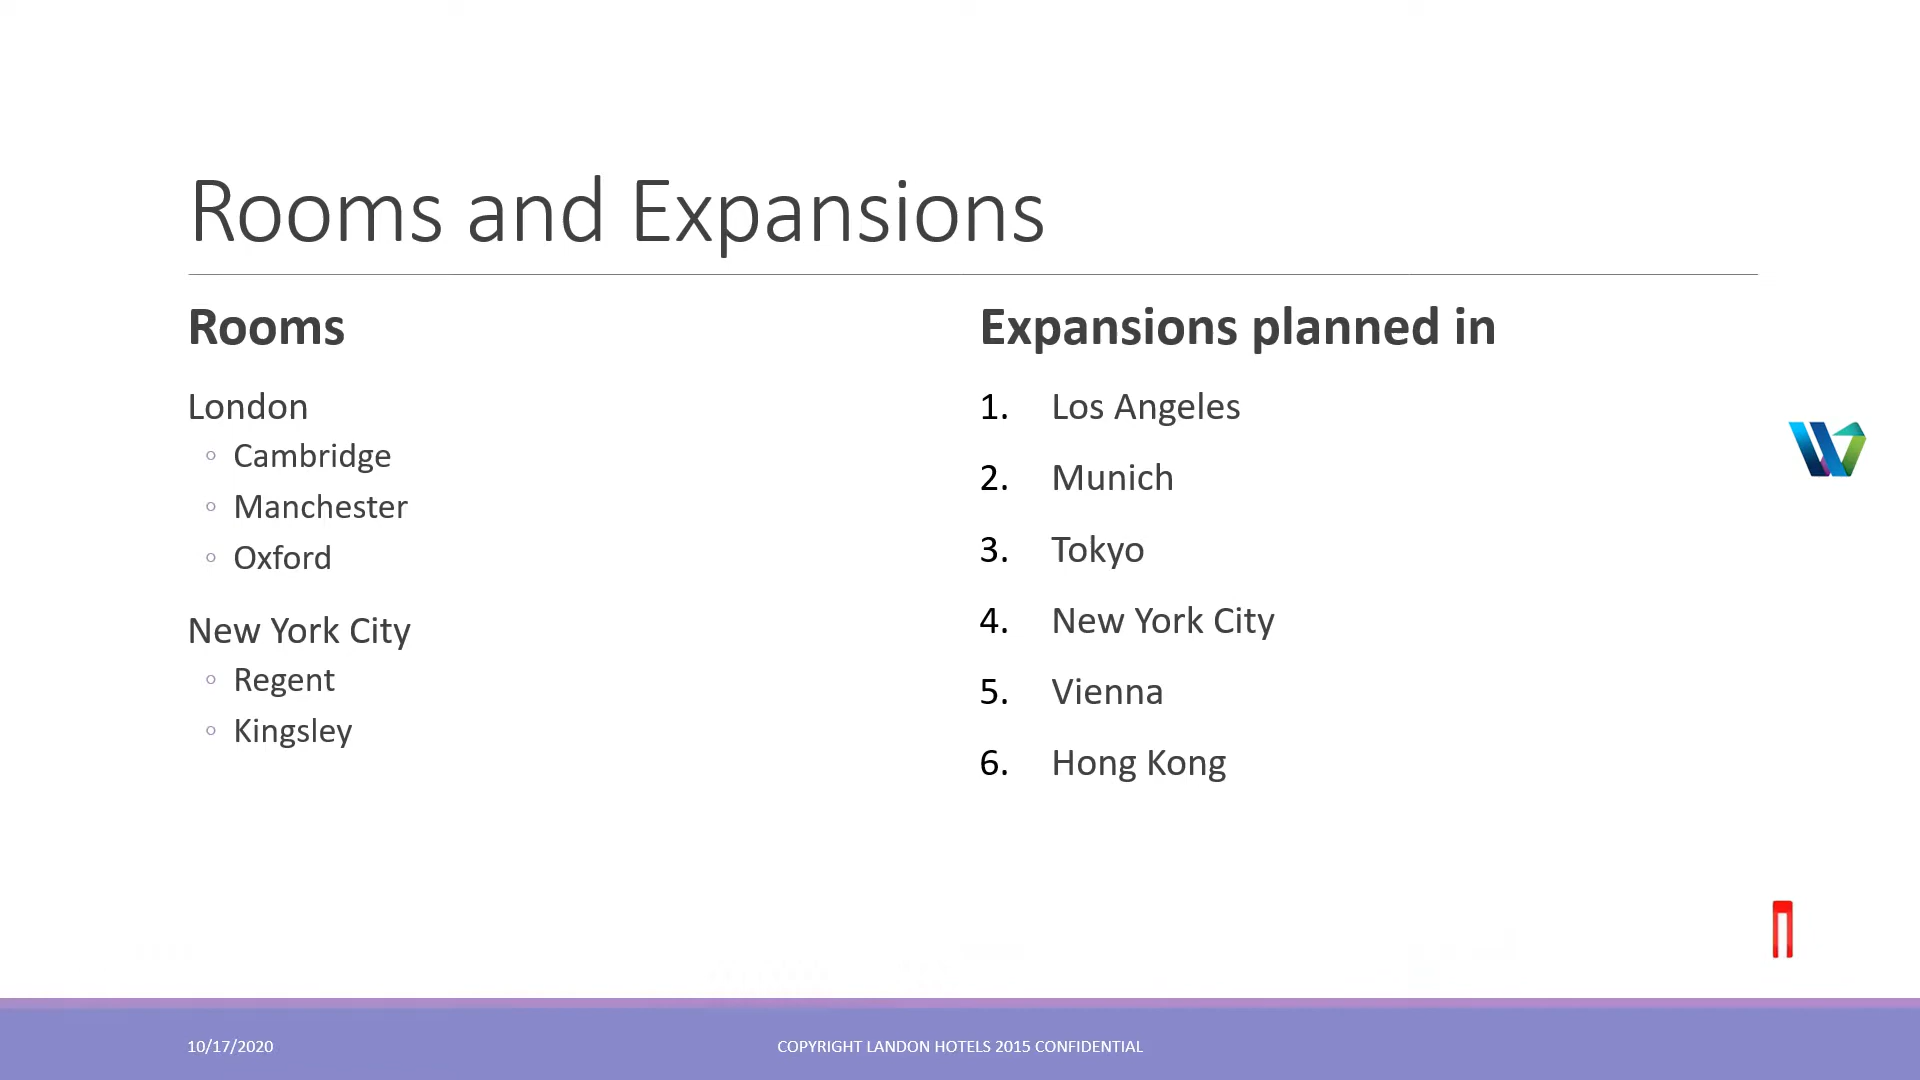 Rooms and Expansions
Rooms
London
◦ Cambridge
◦ Manchester
◦ Oxford
New York City
◦ Regent
◦ Kingsley
Expansions planned in
1. Los Angeles
2. Munich
3. Tokyo
4. New York City
5. Vienna
6. Hong Kong
10/17/2020
COPYRIGHT LANDON HOTELS 2015 CONFIDENTIAL